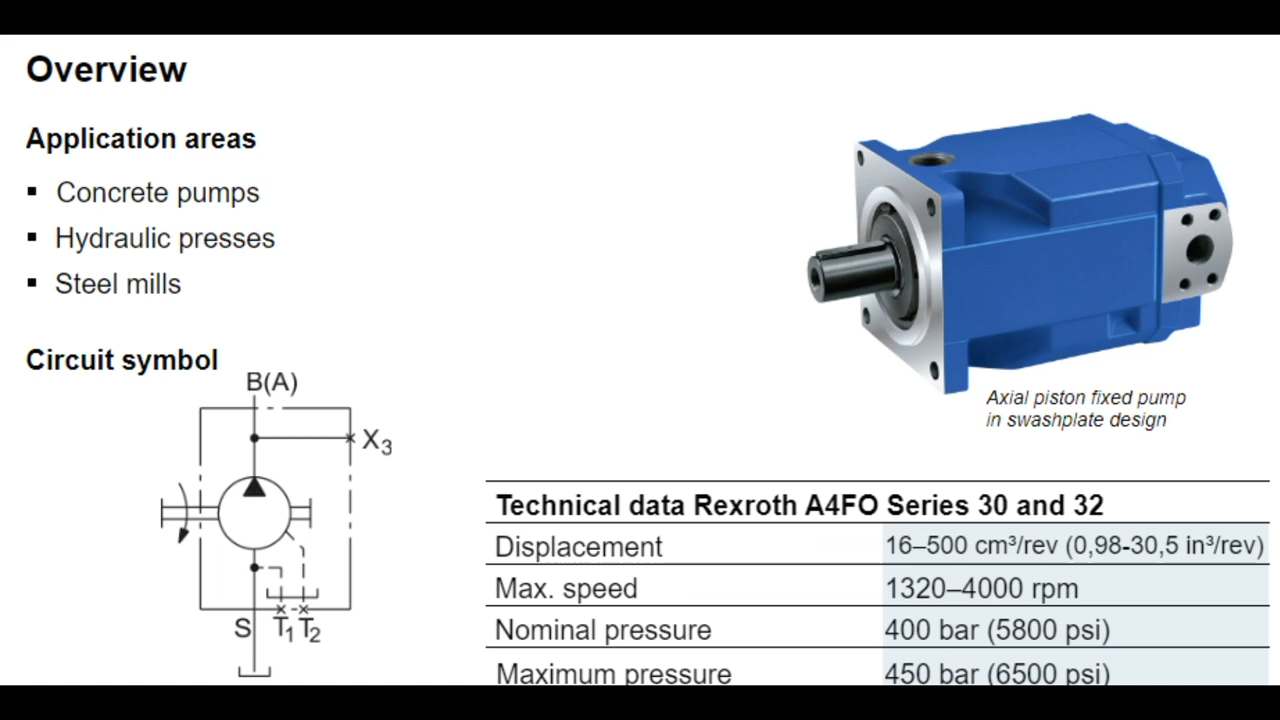 Overview
Application areas
▪ Concrete pumps
▪ Hydraulic presses
▪ Steel mills
Circuit symbol
B(A)
X3
S
T1 T2
Axial piston fixed pump
in swashplate design
Technical data Rexroth A4FO Series 30 and 32
Displacement 16–500 cm³/rev (0,98-30,5 in³/rev)
Max. speed 1320–4000 rpm
Nominal pressure 400 bar (5800 psi)
Maximum pressure 450 bar (6500 psi)